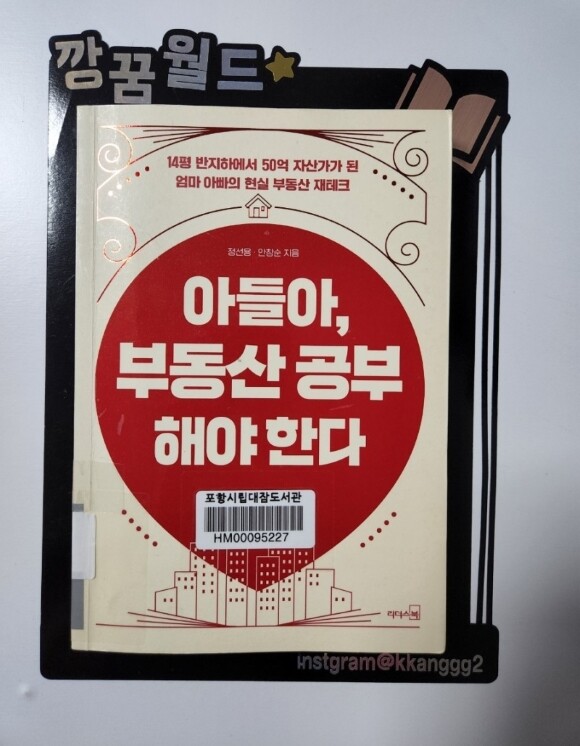 깡꿈월드
14평 반지하에서 50억 자산가가 된
엄마 아빠의 현실 부동산 재테크
정선용·안창순 지음
아들아,
부동산 공부
해야 한다
포항시립대잠도서관
HM00095227
리더스북
instgram@kkanggg2